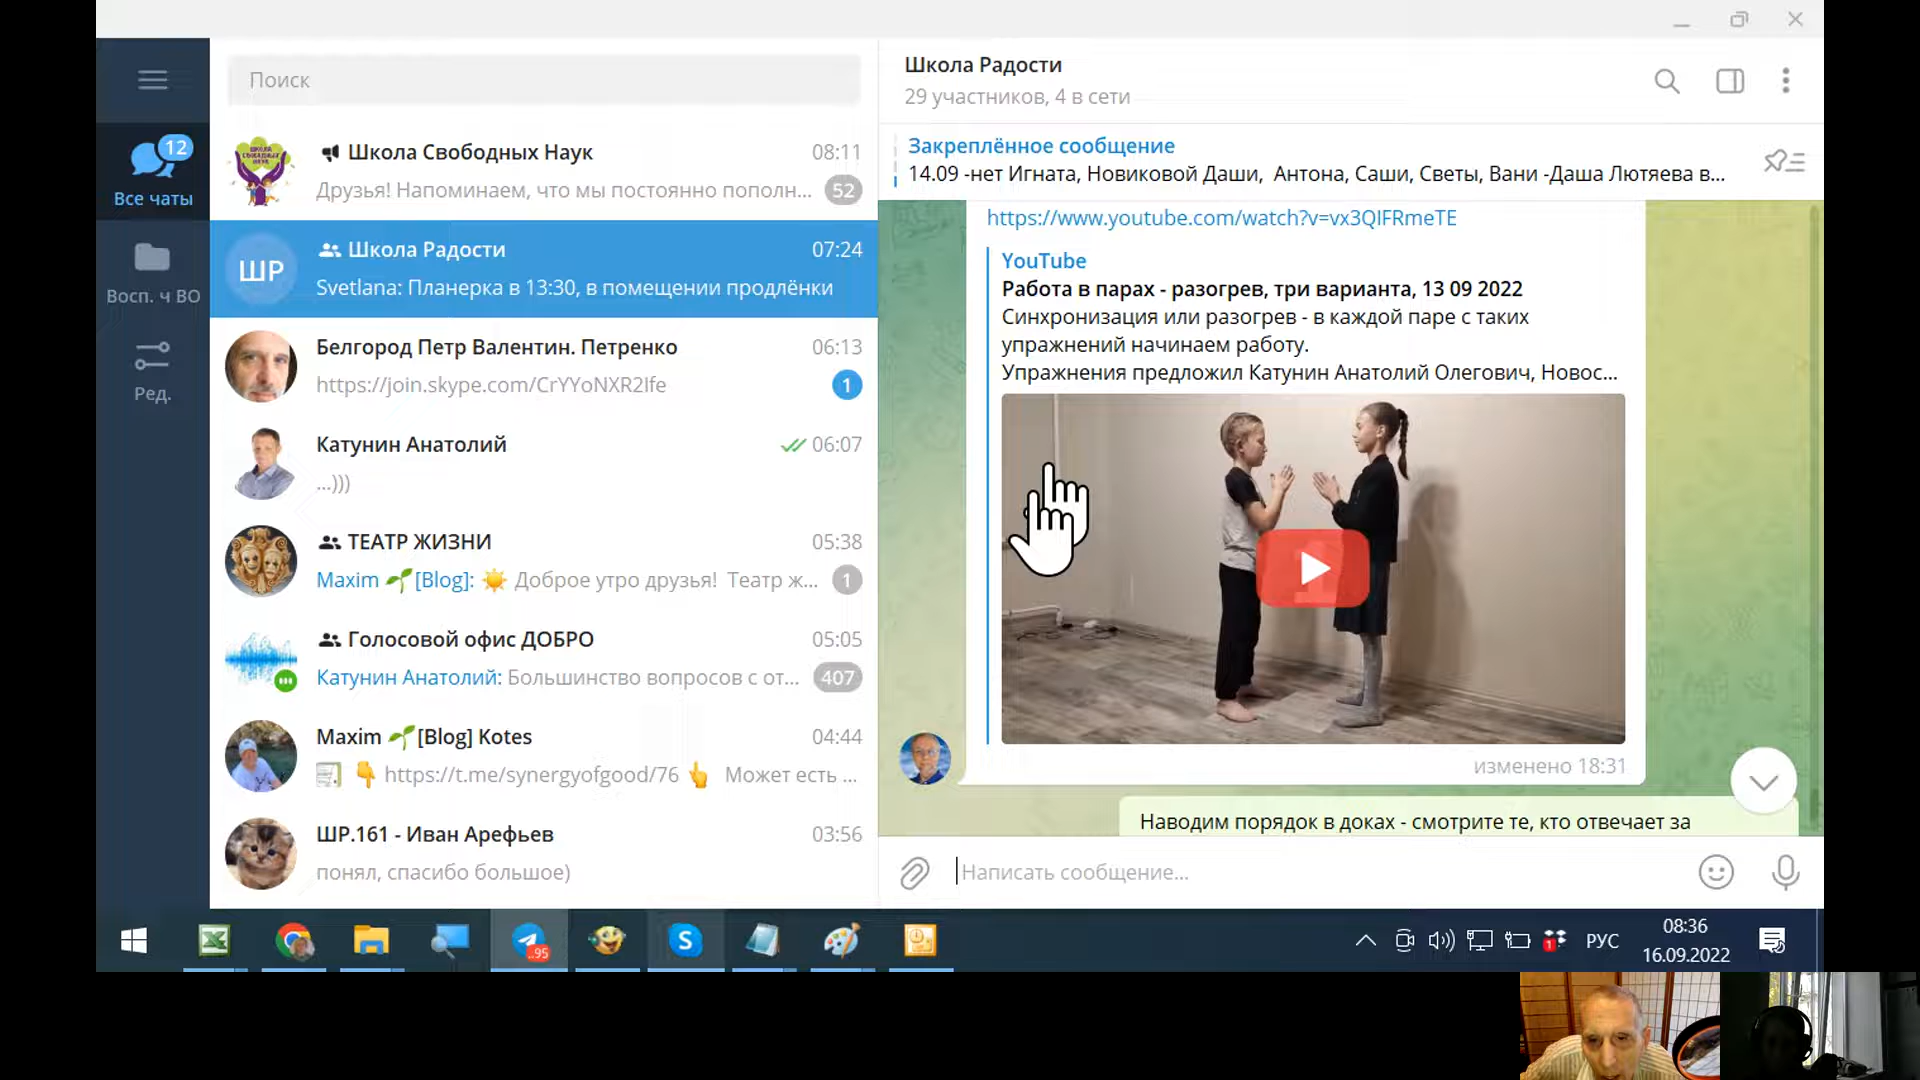 Поиск
12
Все чаты
Восп. ч ВО
Ред.
Школа Свободных Наук 08:11
Друзья! Напоминаем, что мы постоянно пополн... 52
ШР
Школа Радости 07:24
Svetlana: Планерка в 13:30, в помещении продлёнки
Белгород Петр Валентин. Петренко 06:13
https://join.skype.com/CrYYoNXR2Ife 1
Катунин Анатолий 06:07
...)))
ТЕАТР ЖИЗНИ 05:38
Maxim [Blog]: Доброе утро друзья! Театр ж... 1
Голосовой офис ДОБРО 05:05
Катунин Анатолий: Большинство вопросов с от... 407
Maxim [Blog] Kotes 04:44
https://t.me/synergyofgood/76 Может есть ...
ШР.161 - Иван Арефьев 03:56
понял, спасибо большое)
Школа Радости
29 участников, 4 в сети
Закреплённое сообщение
14.09 -нет Игната, Новиковой Даши, Антона, Саши, Светы, Вани -Даша Лютяева в...
https://www.youtube.com/watch?v=vx3QIFRmeTE
YouTube
Работа в парах - разогрев, три варианта, 13 09 2022
Синхронизация или разогрев - в каждой паре с таких
упражнений начинаем работу.
Упражнения предложил Катунин Анатолий Олегович, Новос...
изменено 18:31
Наводим порядок в доках - смотрите те, кто отвечает за
Написать сообщение...
..95
1
РУС
08:36
16.09.2022